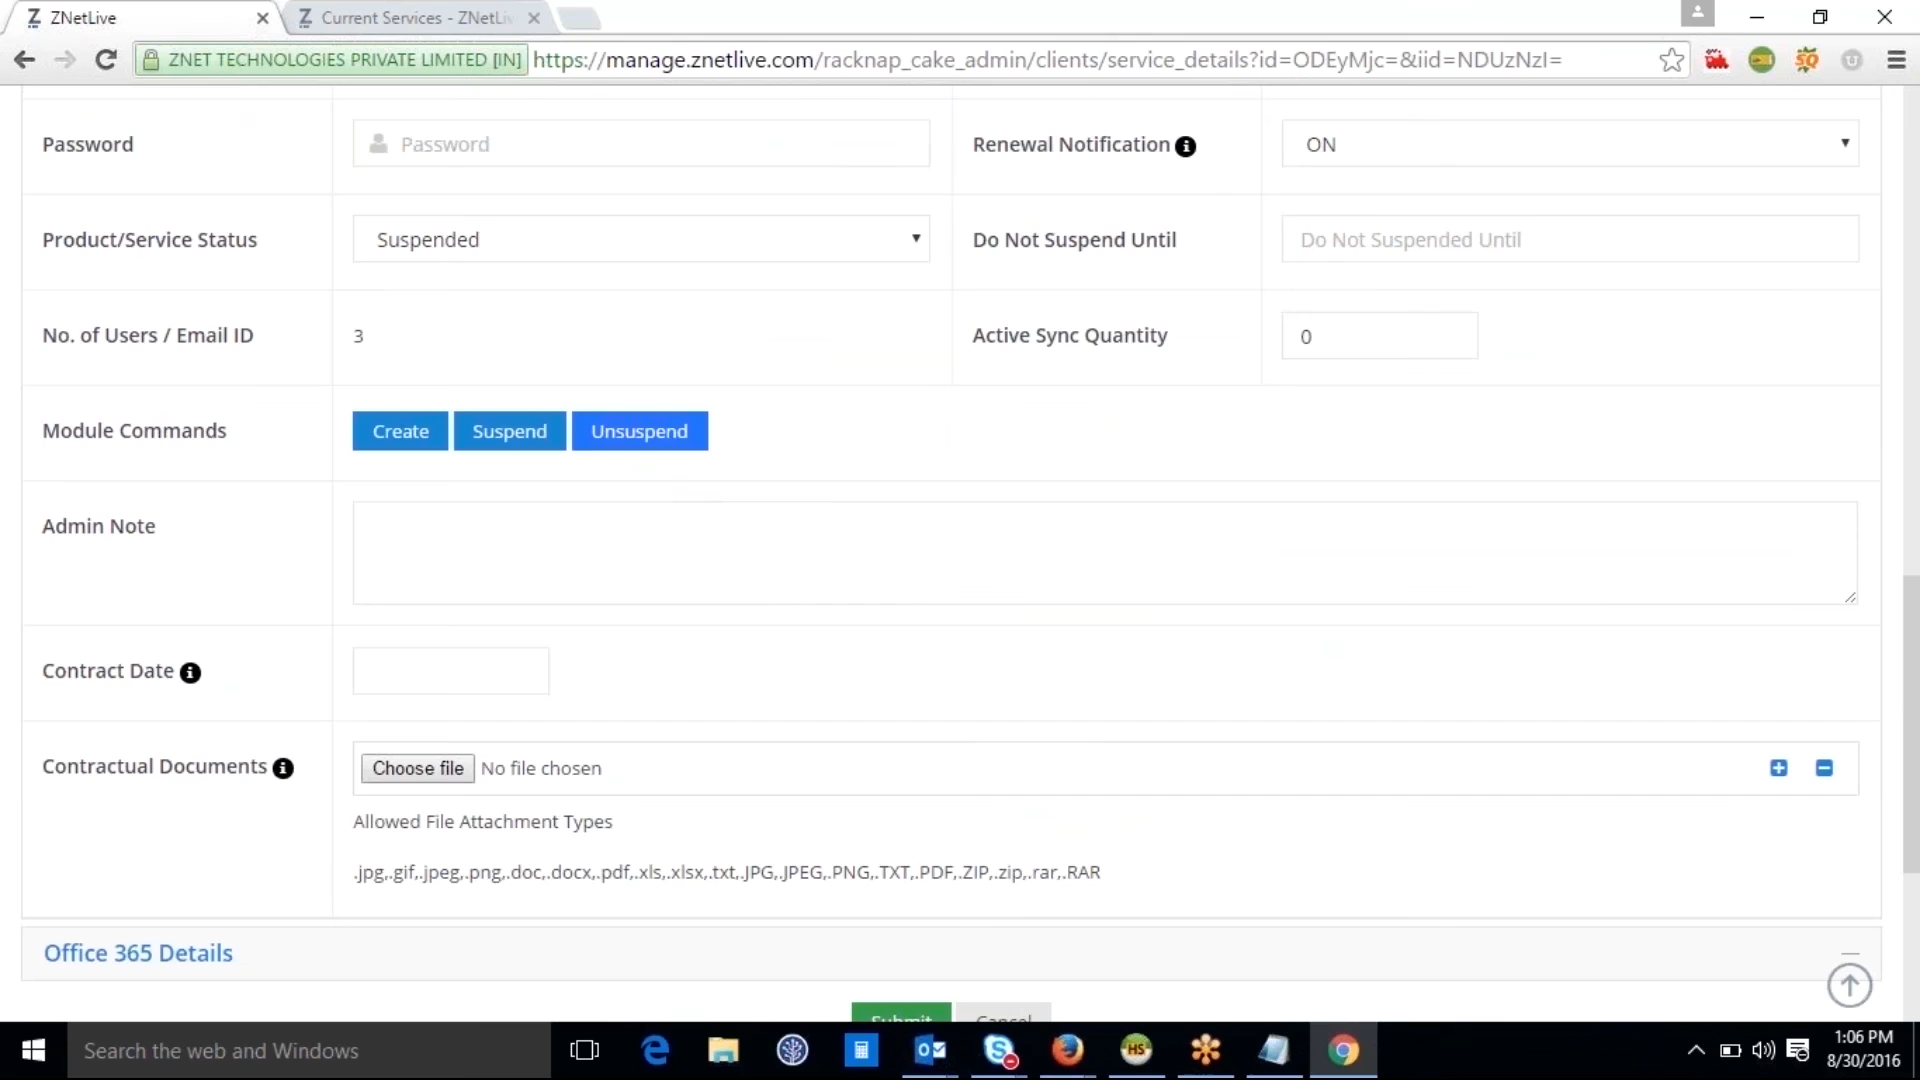 ZNetLive
Current Services - ZNetLiv
ZNET TECHNOLOGIES PRIVATE LIMITED [IN] https://manage.znetlive.com/racknap_cake_admin/clients/service_details?id=ODEyMjc=&iid=NDUzNzI=
Password
Password
Renewal Notification
ON
Product/Service Status
Suspended
Do Not Suspend Until
Do Not Suspended Until
No. of Users / Email ID
3
Active Sync Quantity
0
Module Commands
Create
Suspend
Unsuspend
Admin Note
Contract Date
Contractual Documents
Choose file No file chosen
Allowed File Attachment Types
.jpg,.gif,.jpeg,.png,.doc,.docx,.pdf,.xls,.xlsx,.txt,.JPG,.JPEG,.PNG,.TXT,.PDF,.ZIP,.zip,.rar,.RAR
Office 365 Details
Submit
Cancel
Search the web and Windows
1:06 PM
8/30/2016